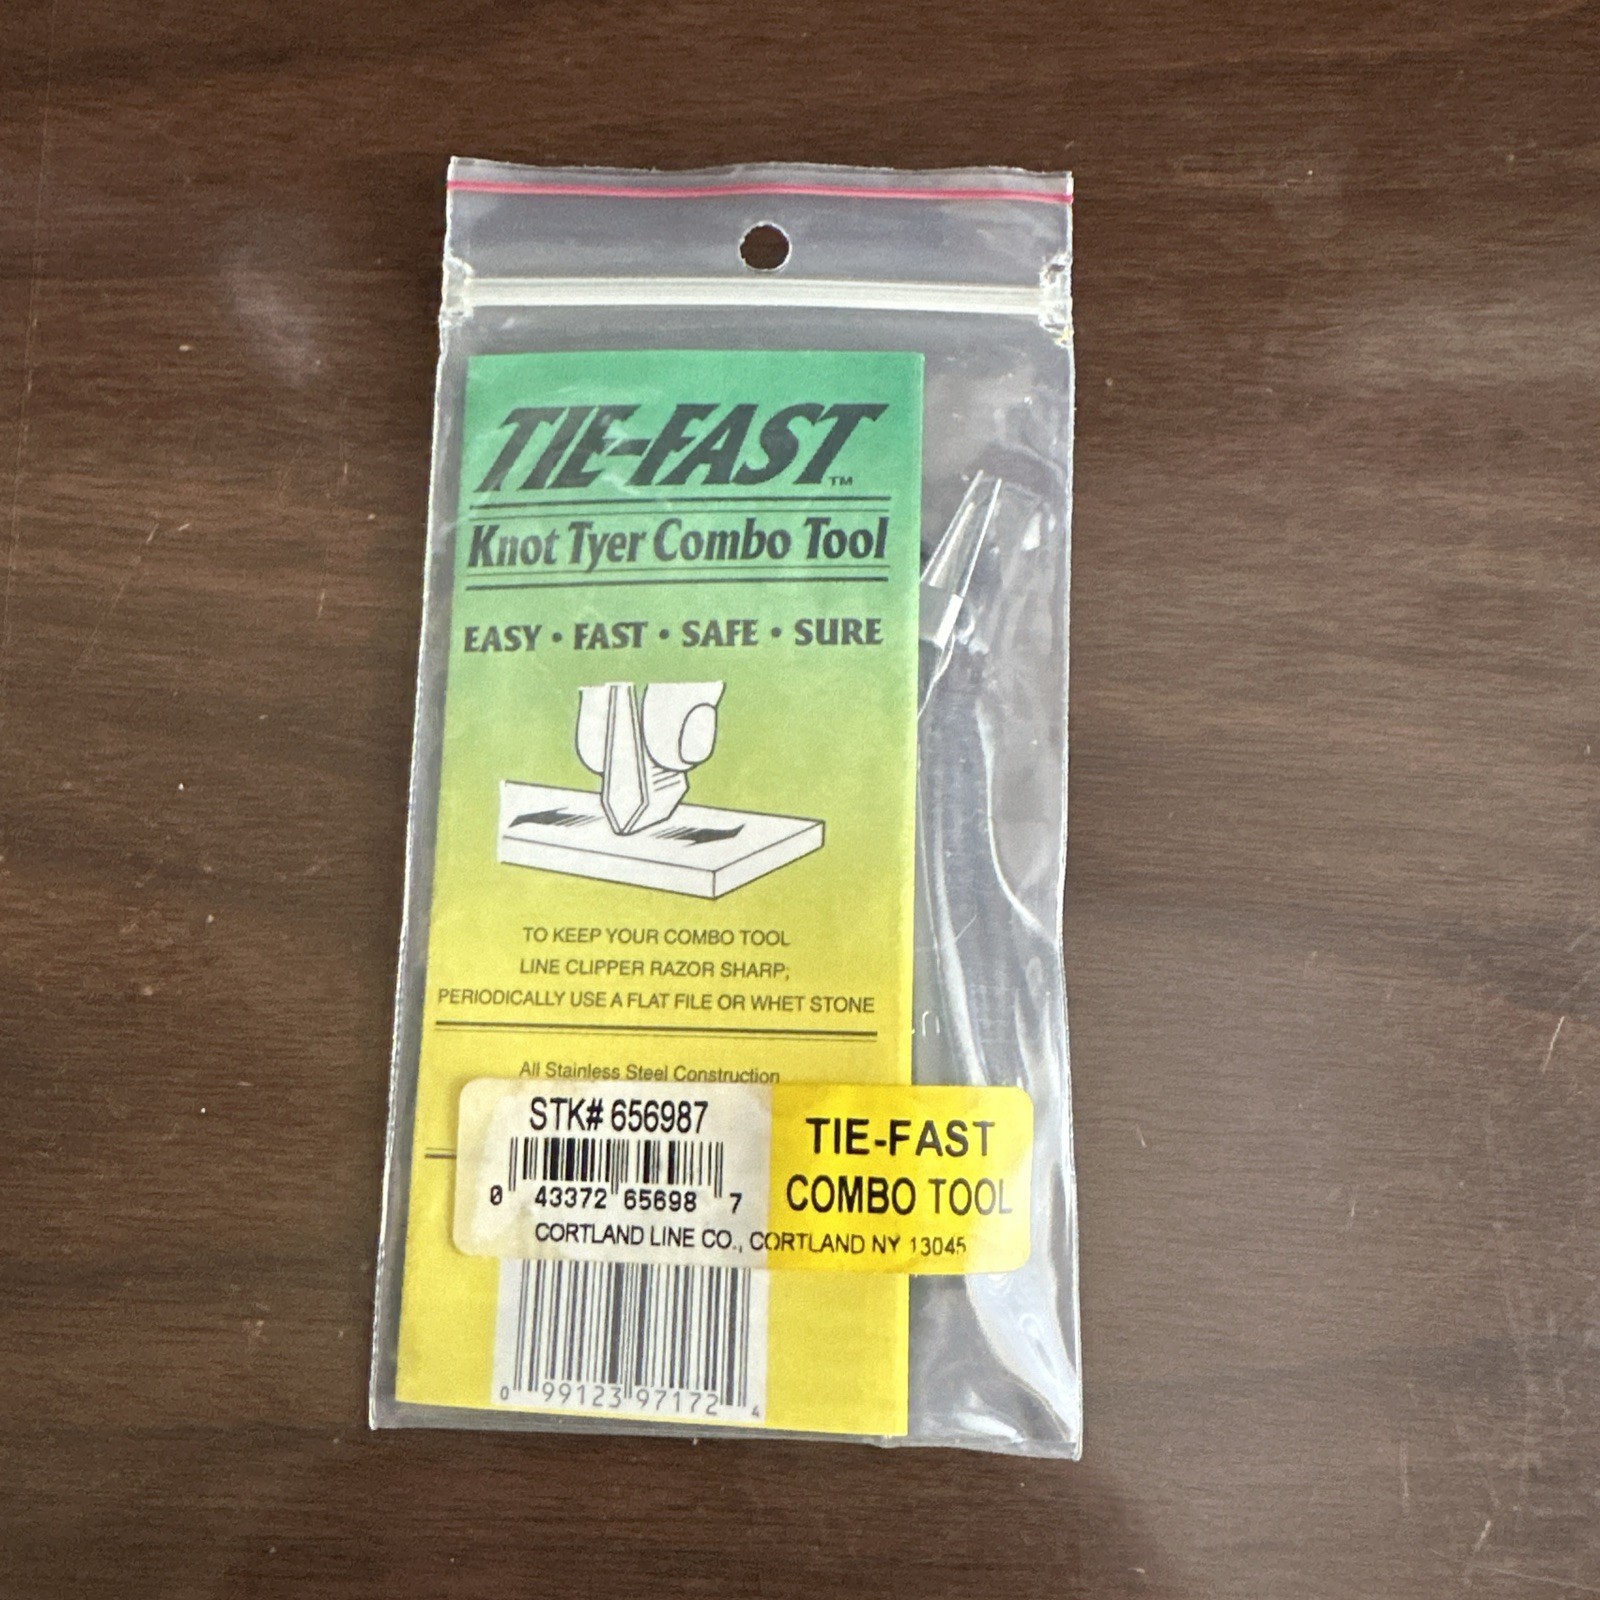 TIE-FAST™
Knot Tyer Combo Tool
EASY • FAST • SAFE • SURE
TO KEEP YOUR COMBO TOOL
LINE CLIPPER RAZOR SHARP;
PERIODICALLY USE A FLAT FILE OR WHET STONE
All Stainless Steel Construction
STK# 656987
0 43372 65698 7
TIE-FAST
COMBO TOOL
CORTLAND LINE CO., CORTLAND NY 13045
0 99123 97172 4